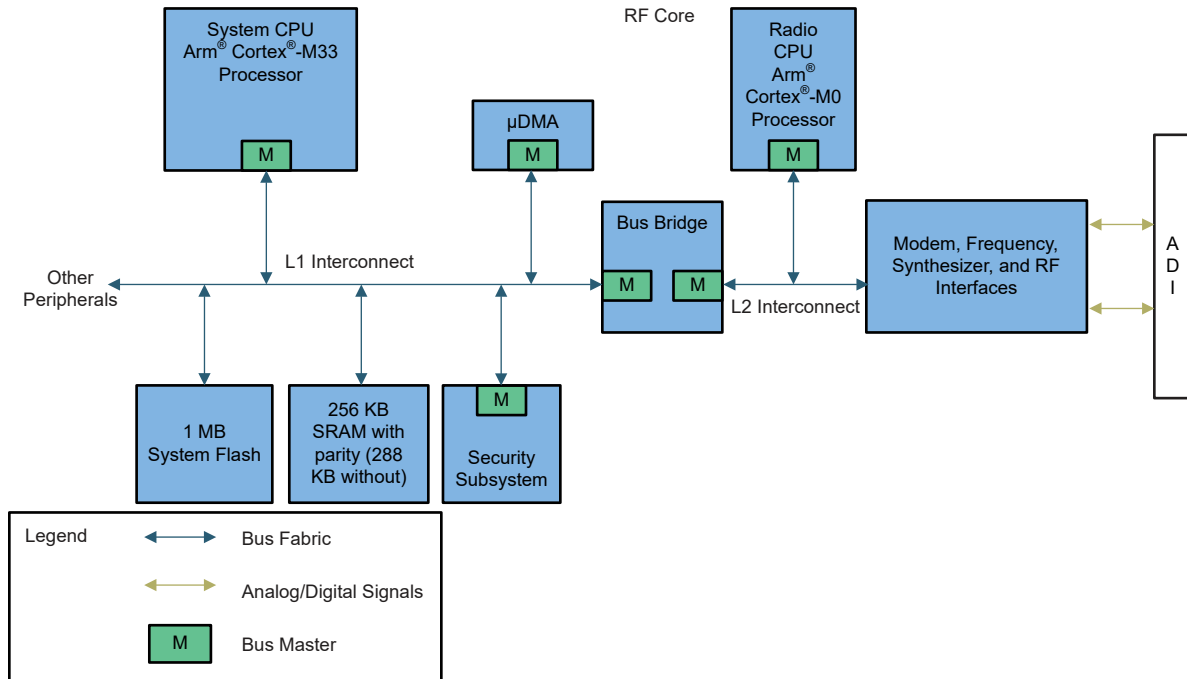 RF Core
System CPU
Arm® Cortex®-M33
Processor
M
µDMA
M
Radio
CPU
Arm®
Cortex®-M0
Processor
M
Bus Bridge
M
M
Modem, Frequency,
Synthesizer, and RF
Interfaces
A
D
I
L1 Interconnect
Other
Peripherals
L2 Interconnect
1 MB
System Flash
256 KB
SRAM with
parity (288
KB without)
M
Security
Subsystem
Legend
Bus Fabric
Analog/Digital Signals
M
Bus Master